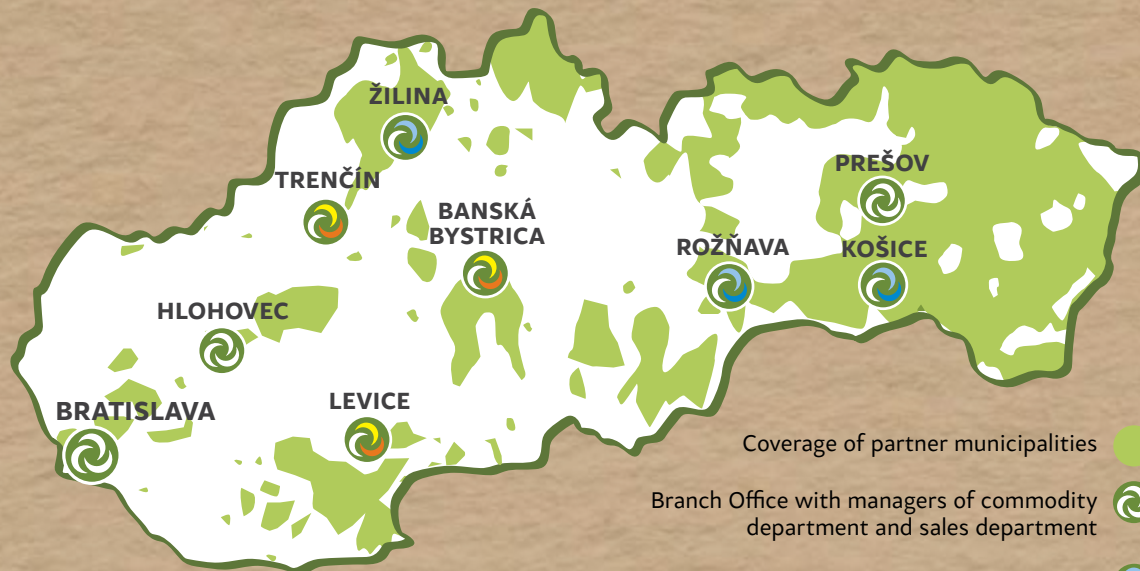 ŽILINA
TRENČÍN
BANSKÁ
BYSTRICA
PREŠOV
ROŽŇAVA
KOŠICE
HLOHOVEC
LEVICE
BRATISLAVA
Coverage of partner municipalities
Branch Office with managers of commodity
department and sales department